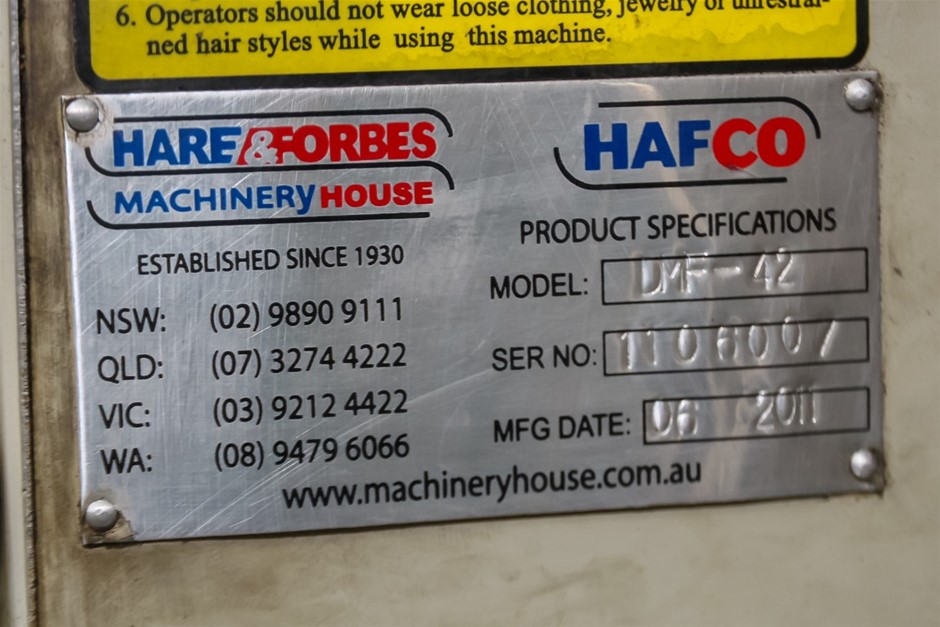 6. Operators should not wear loose clothing, jewelry or unrestrai-
ned hair styles while using this machine.
HARE & FORBES
MACHINERY HOUSE
ESTABLISHED SINCE 1930
NSW: (02) 9890 9111
QLD: (07) 3274 4222
VIC: (03) 9212 4422
WA: (08) 9479 6066
HAFCO
PRODUCT SPECIFICATIONS
MODEL: DMF-42
SER NO: 1106007
MFG DATE: 06 2011
www.machineryhouse.com.au